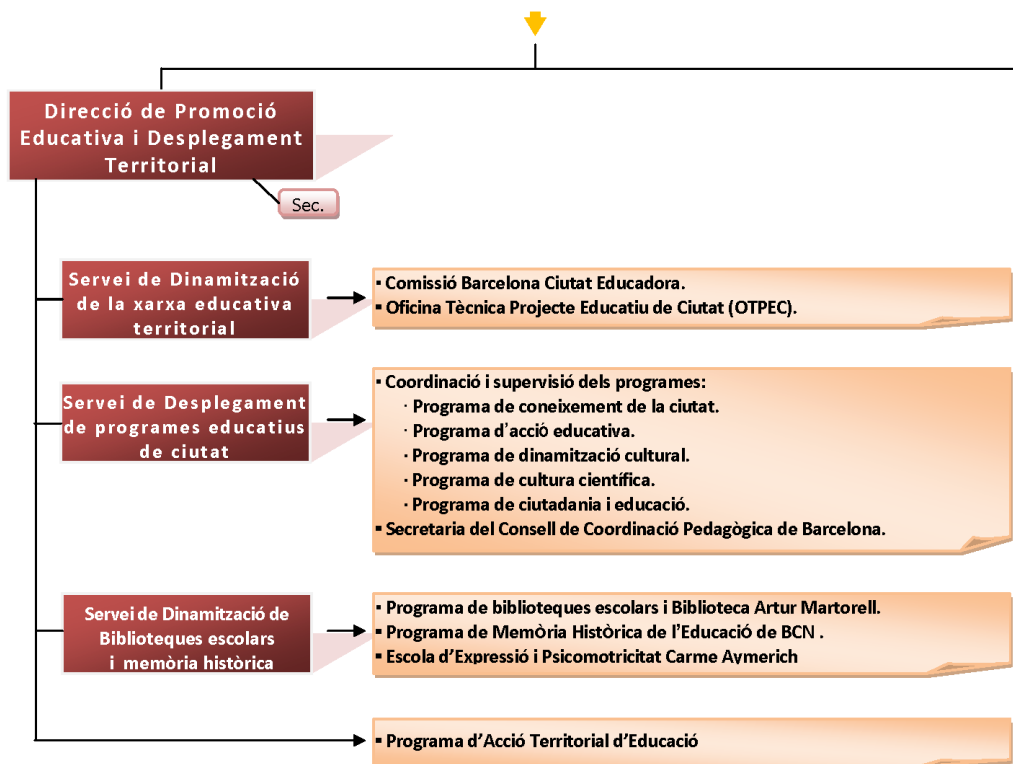 Direcció de Promoció
Educativa i Desplegament
Territorial
Sec.
Servei de Dinamització
de la xarxa educativa
territorial
▪ Comissió Barcelona Ciutat Educadora.
▪ Oficina Tècnica Projecte Educatiu de Ciutat (OTPEC).
Servei de Desplegament
de programes educatius
de ciutat
▪ Coordinació i supervisió dels programes:
· Programa de coneixement de la ciutat.
· Programa d'acció educativa.
· Programa de dinamització cultural.
· Programa de cultura científica.
· Programa de ciutadania i educació.
▪ Secretaria del Consell de Coordinació Pedagògica de Barcelona.
Servei de Dinamització de
Biblioteques escolars
i memòria històrica
▪ Programa de biblioteques escolars i Biblioteca Artur Martorell.
▪ Programa de Memòria Històrica de l'Educació de BCN .
▪ Escola d'Expressió i Psicomotricitat Carme Aymerich
▪ Programa d'Acció Territorial d'Educació